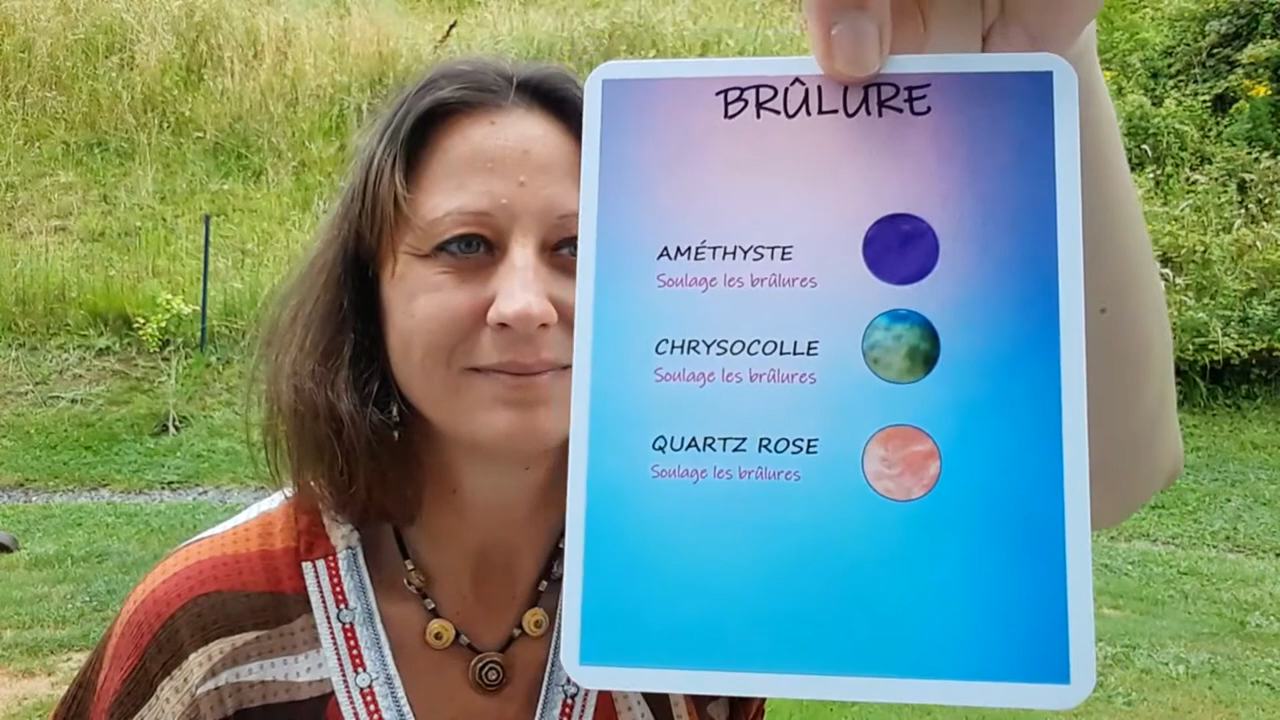 BRÛLURE
AMÉTHYSTE
Soulage les brûlures
CHRYSOCOLLE
Soulage les brûlures
QUARTZ ROSE
Soulage les brûlures